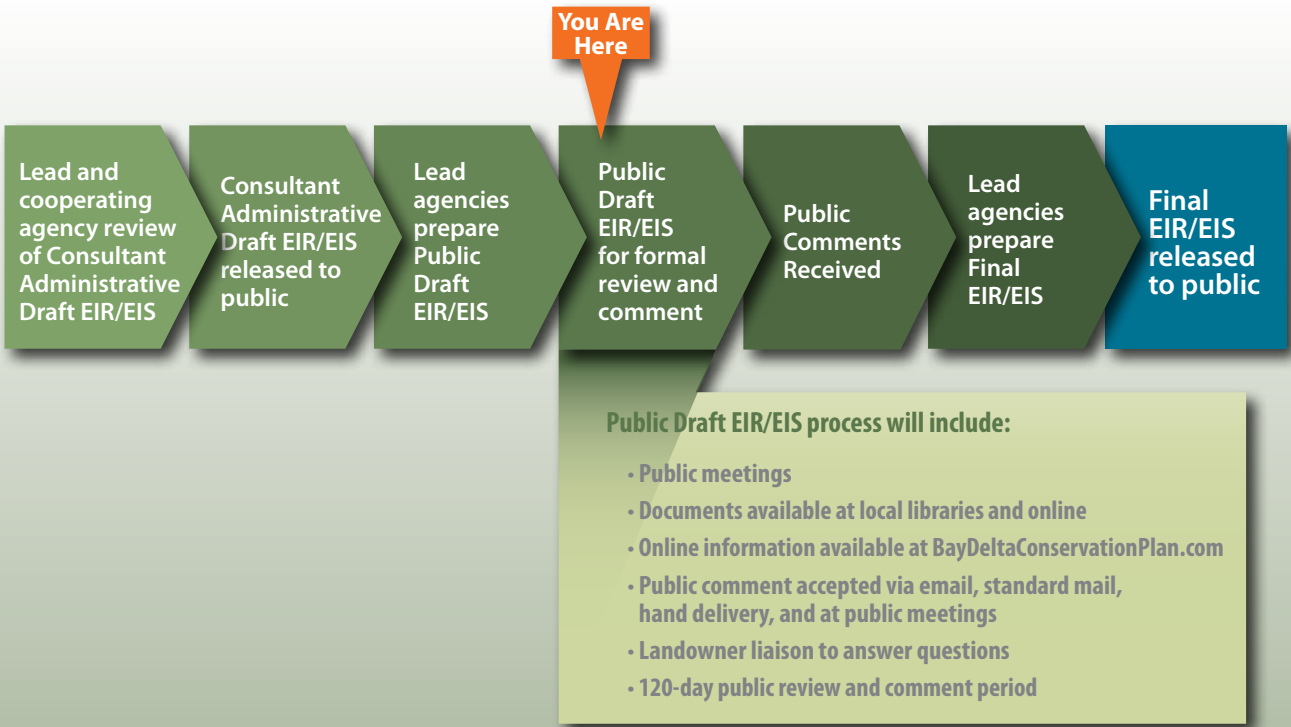 You Are
Here
Lead and
cooperating
agency review
of Consultant
Administrative
Draft EIR/EIS
Consultant
Administrative
Draft EIR/EIS
released to
public
Lead
agencies
prepare
Public
Draft
EIR/EIS
Public
Draft
EIR/EIS
for formal
review and
comment
Public
Comments
Received
Lead
agencies
prepare
Final
EIR/EIS
Final
EIR/EIS
released
to public
Public Draft EIR/EIS process will include:
• Public meetings
• Documents available at local libraries and online
• Online information available at BayDeltaConservationPlan.com
• Public comment accepted via email, standard mail,
hand delivery, and at public meetings
• Landowner liaison to answer questions
• 120-day public review and comment period